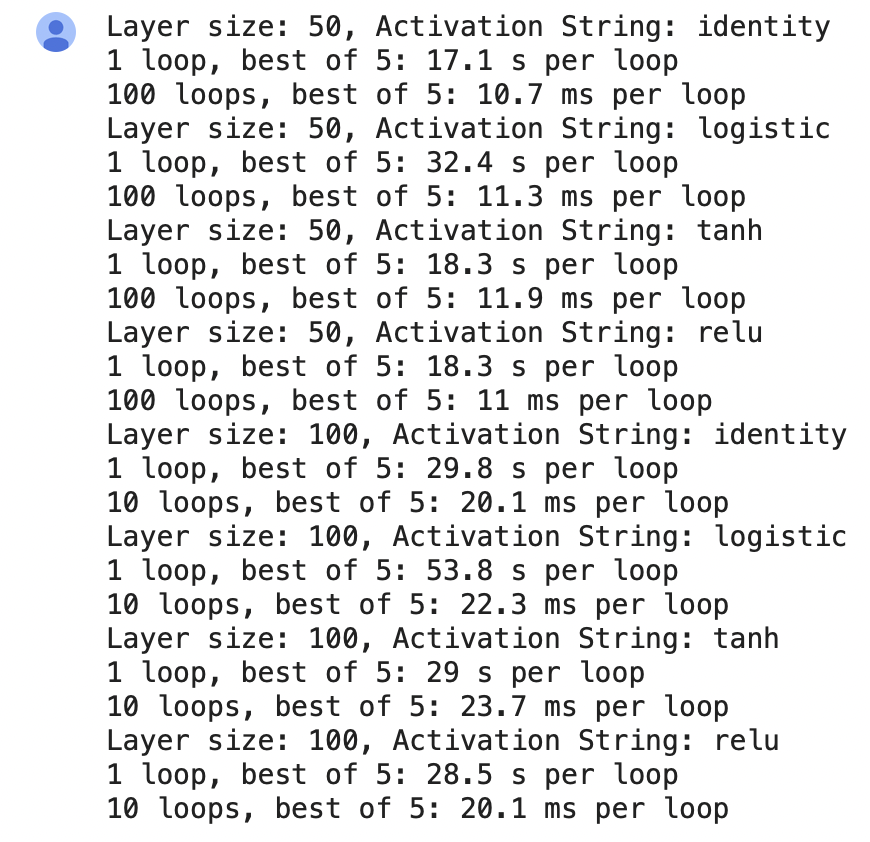 Layer size: 50, Activation String: identity
1 loop, best of 5: 17.1 s per loop
100 loops, best of 5: 10.7 ms per loop
Layer size: 50, Activation String: logistic
1 loop, best of 5: 32.4 s per loop
100 loops, best of 5: 11.3 ms per loop
Layer size: 50, Activation String: tanh
1 loop, best of 5: 18.3 s per loop
100 loops, best of 5: 11.9 ms per loop
Layer size: 50, Activation String: relu
1 loop, best of 5: 18.3 s per loop
100 loops, best of 5: 11 ms per loop
Layer size: 100, Activation String: identity
1 loop, best of 5: 29.8 s per loop
10 loops, best of 5: 20.1 ms per loop
Layer size: 100, Activation String: logistic
1 loop, best of 5: 53.8 s per loop
10 loops, best of 5: 22.3 ms per loop
Layer size: 100, Activation String: tanh
1 loop, best of 5: 29 s per loop
10 loops, best of 5: 23.7 ms per loop
Layer size: 100, Activation String: relu
1 loop, best of 5: 28.5 s per loop
10 loops, best of 5: 20.1 ms per loop